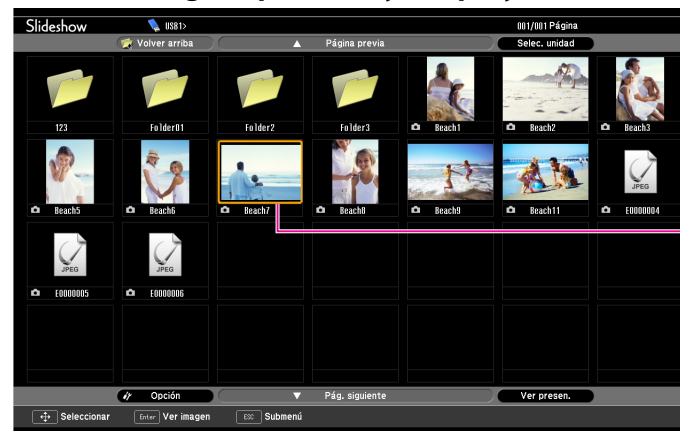 Slideshow USB1> 001/001 Página
Volver arriba Página previa Selec. unidad
123 Folder01 Folder2 Folder3 Beach1 Beach2 Beach3
Beach5 Beach6 Beach7 Beach8 Beach9 Beach11 JPEG E0000004
JPEG E0000005 JPEG E0000006
Opción Pág. siguiente Ver presen.
Seleccionar Enter Ver imagen ESC Submenú